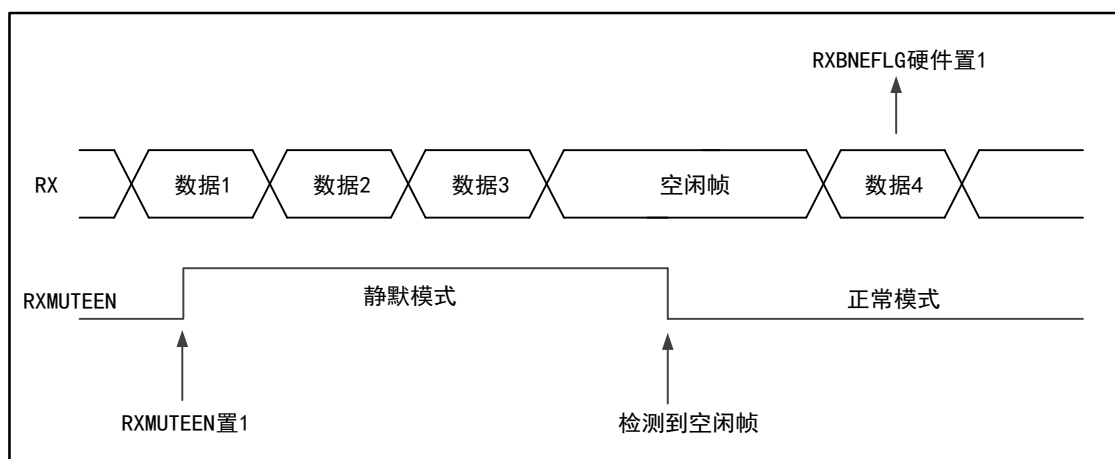 RXBNEFLG硬件置1
RX 数据1 数据2 数据3 空闲帧 数据4
RXMUTEEN 静默模式 正常模式
RXMUTEEN置1 检测到空闲帧